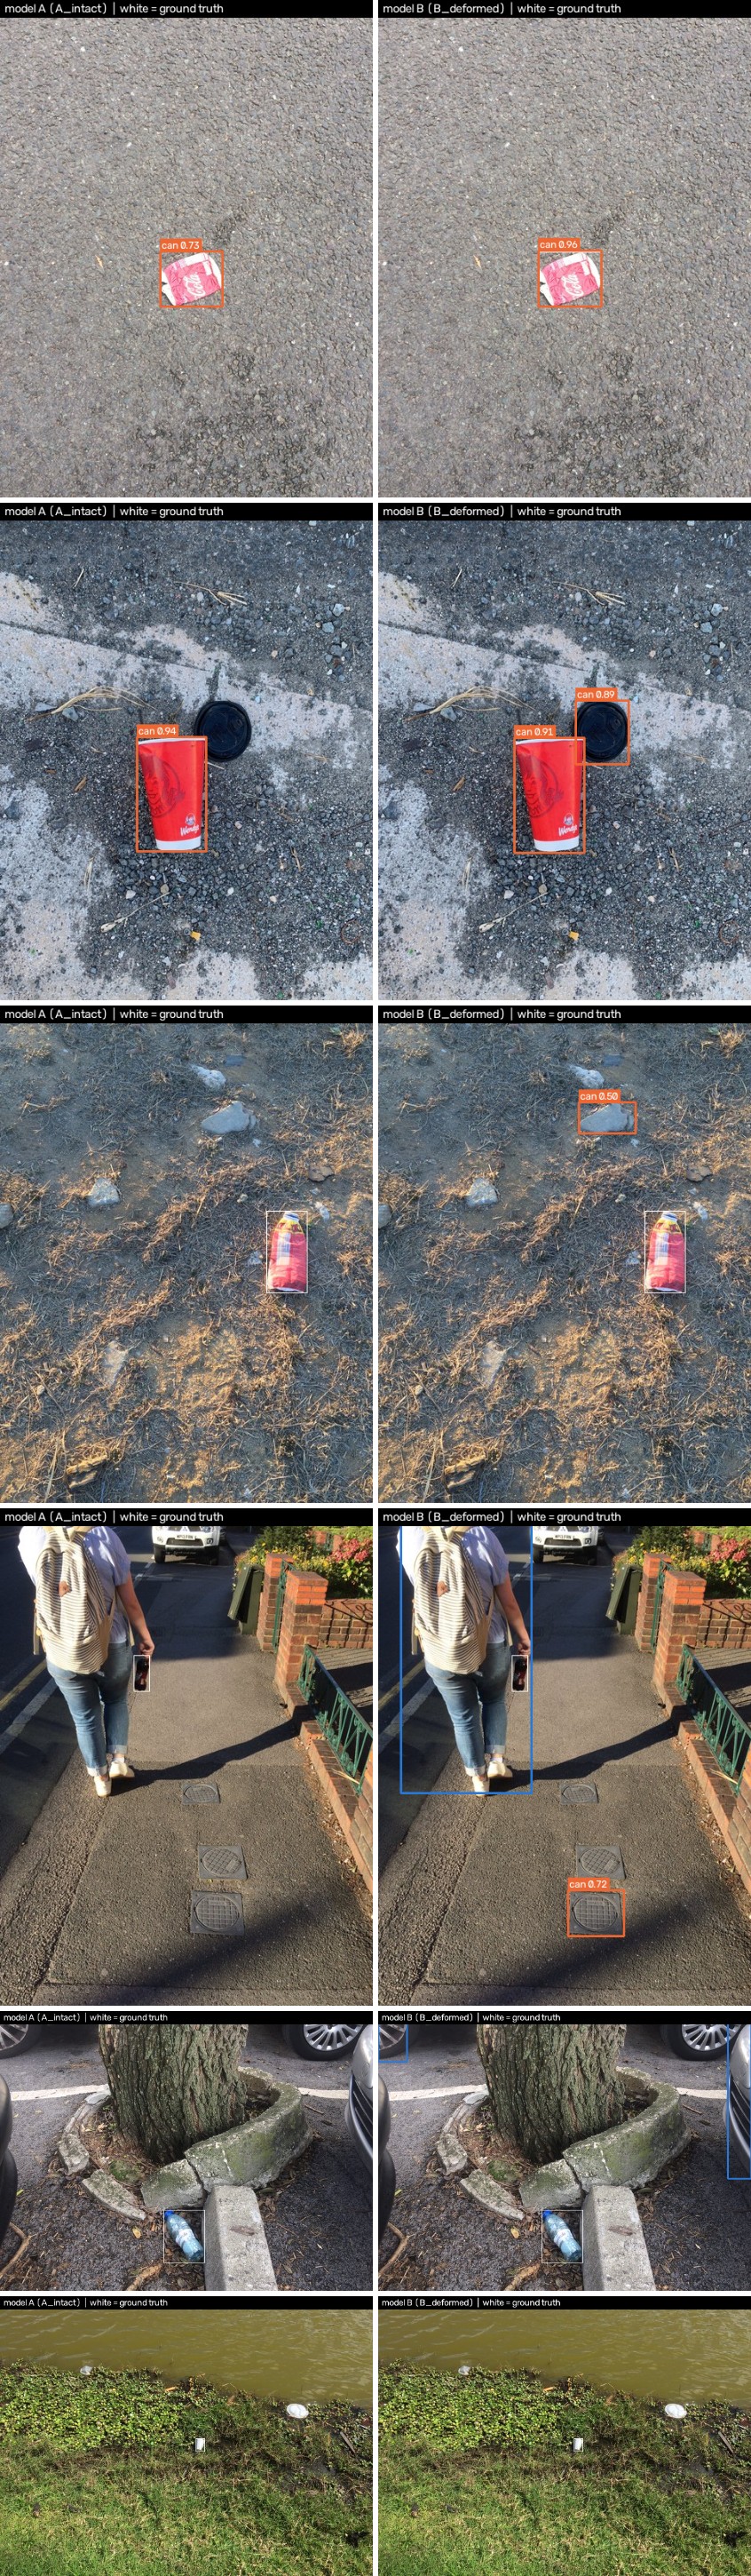 model A (A_intact) | white = ground truth
model B (B_deformed) | white = ground truth
can 0.73
can 0.96
model A (A_intact) | white = ground truth
model B (B_deformed) | white = ground truth
can 0.94
can 0.89
can 0.91
Wendy's
Wendy's
model A (A_intact) | white = ground truth
model B (B_deformed) | white = ground truth
can 0.50
model A (A_intact) | white = ground truth
model B (B_deformed) | white = ground truth
can 0.72
model A (A_intact) | white = ground truth
model B (B_deformed) | white = ground truth
model A (A_intact) | white = ground truth
model B (B_deformed) | white = ground truth